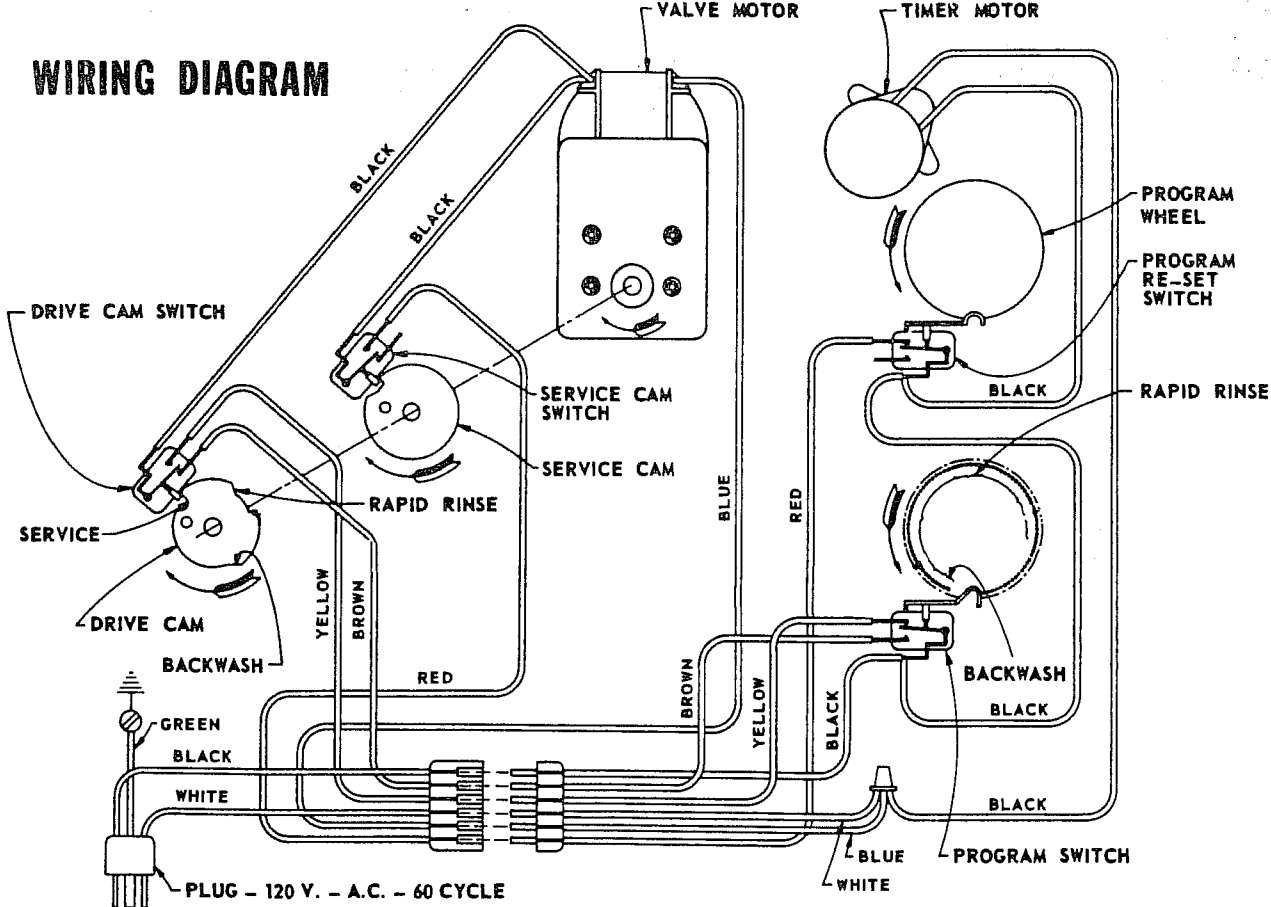 VALVE MOTOR
TIMER MOTOR
WIRING DIAGRAM
BLACK
BLACK
PROGRAM
WHEEL
PROGRAM
RE-SET
SWITCH
DRIVE CAM SWITCH
BLACK
RAPID RINSE
SERVICE CAM
SWITCH
SERVICE CAM
BLUE
RED
RAPID RINSE
SERVICE
YELLOW
BROWN
DRIVE CAM
BACKWASH
RED
BROWN
YELLOW
BLACK
BACKWASH
BLACK
GREEN
BLACK
WHITE
BLACK
BLUE
PROGRAM SWITCH
WHITE
PLUG - 120 V. - A.C. - 60 CYCLE